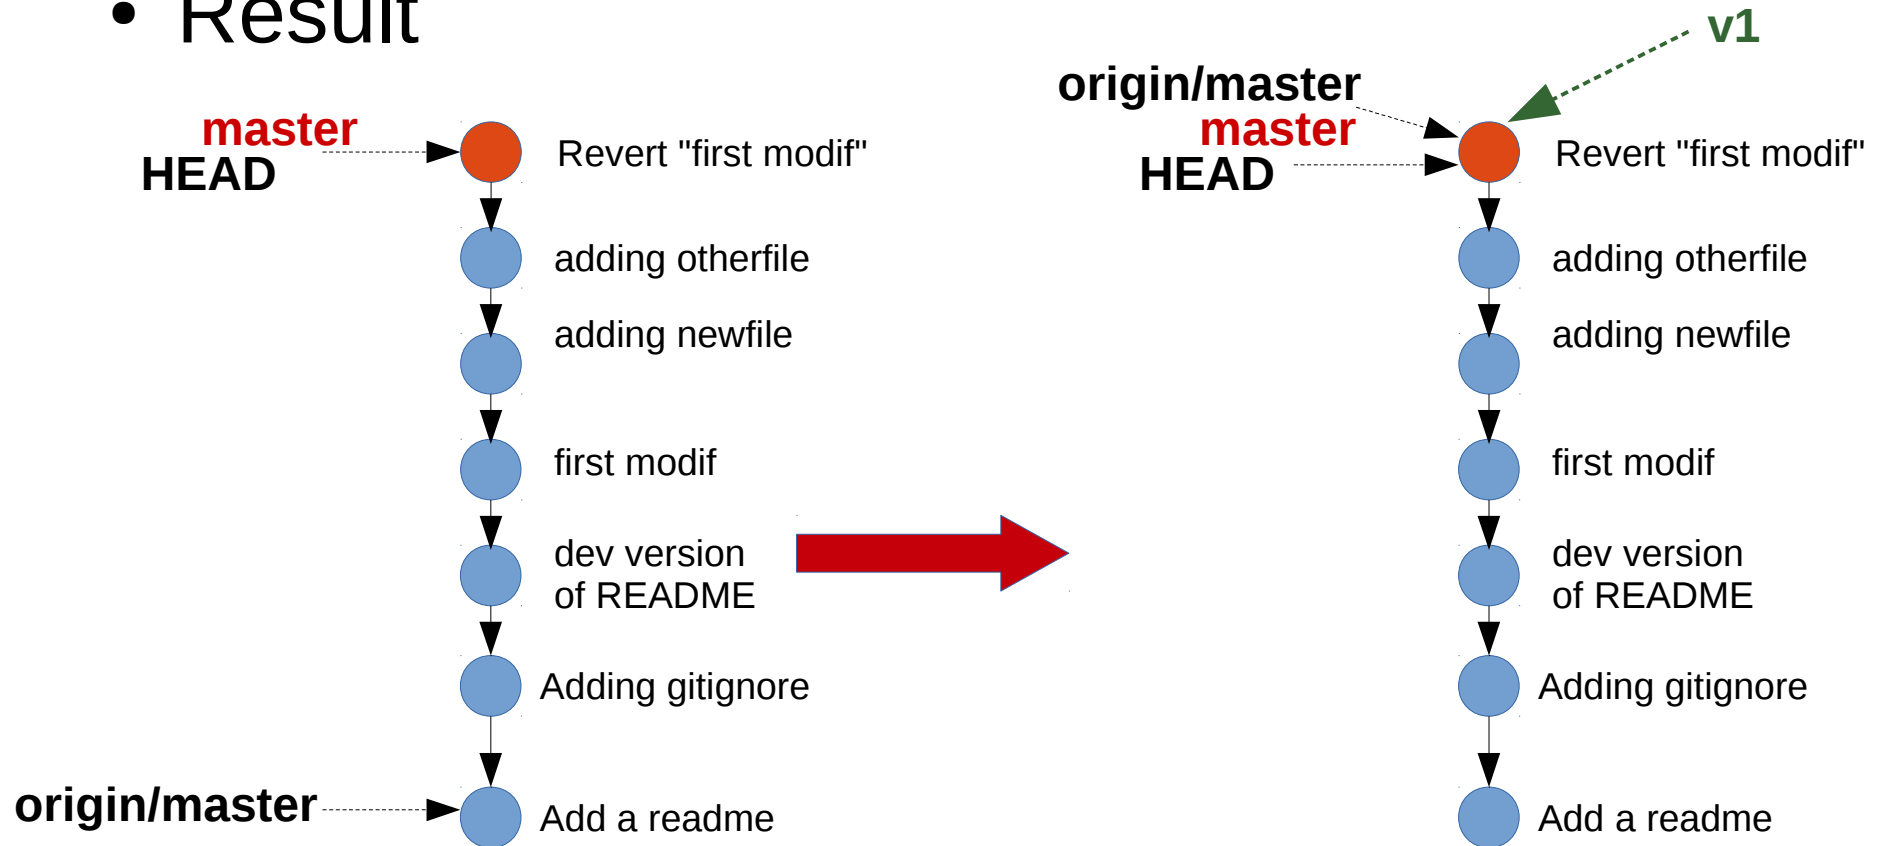 • Result
master
HEAD
Revert "first modif"
adding otherfile
adding newfile
first modif
dev version
of README
Adding gitignore
origin/master
Add a readme
v1
origin/master
master
HEAD
Revert "first modif"
adding otherfile
adding newfile
first modif
dev version
of README
Adding gitignore
Add a readme